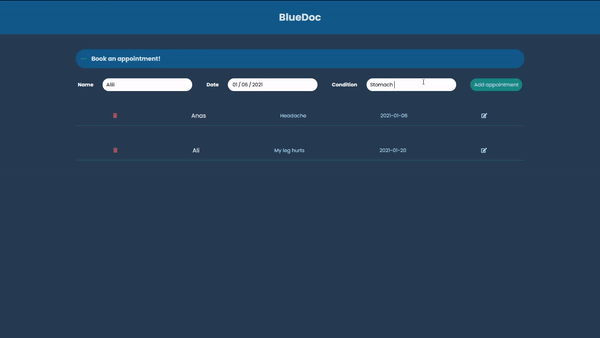 BlueDoc
Book an appointment!
Name Alili Date 01 / 06 / 2021 Condition Stomach Add appointment
Anas Headache 2021-01-06
Ali My leg hurts 2021-01-20